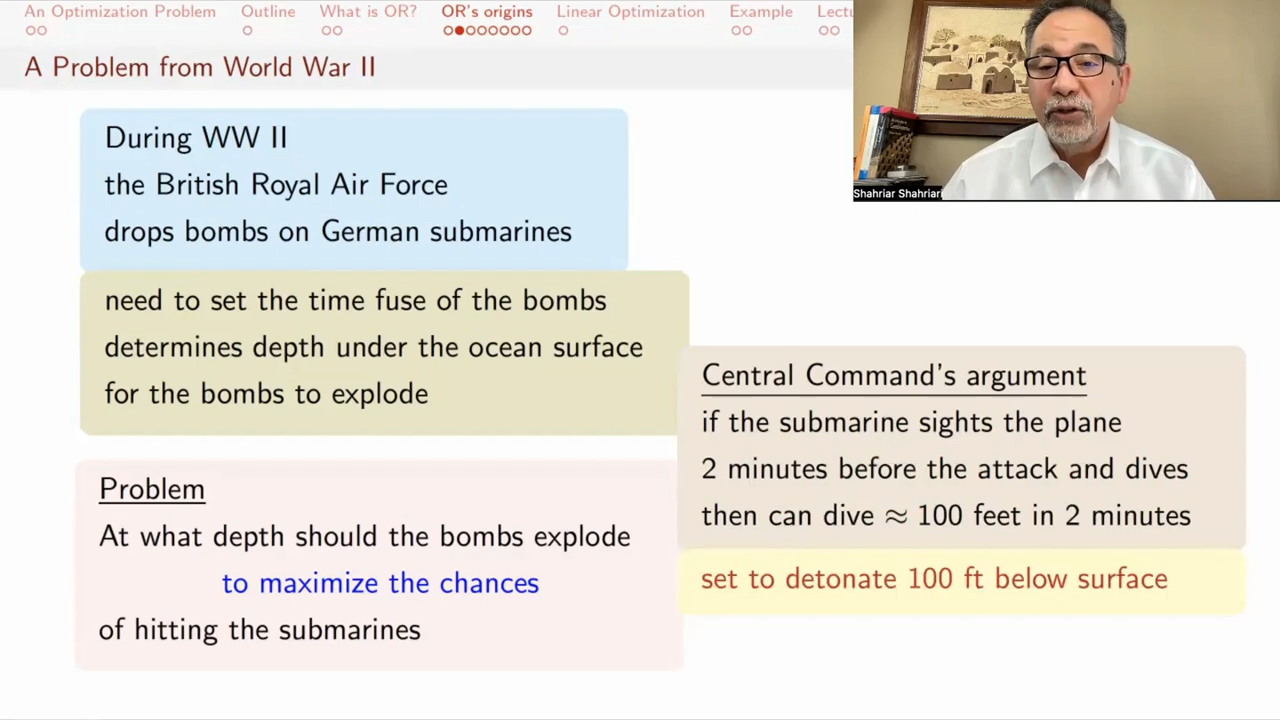 An Optimization Problem Outline What is OR? OR's origins Linear Optimization Example Lectu
A Problem from World War II
During WW II
the British Royal Air Force
drops bombs on German submarines
need to set the time fuse of the bombs
determines depth under the ocean surface
for the bombs to explode
Problem
At what depth should the bombs explode
to maximize the chances
of hitting the submarines
Central Command's argument
if the submarine sights the plane
2 minutes before the attack and dives
then can dive ≈ 100 feet in 2 minutes
set to detonate 100 ft below surface
Shahriar Shahriari